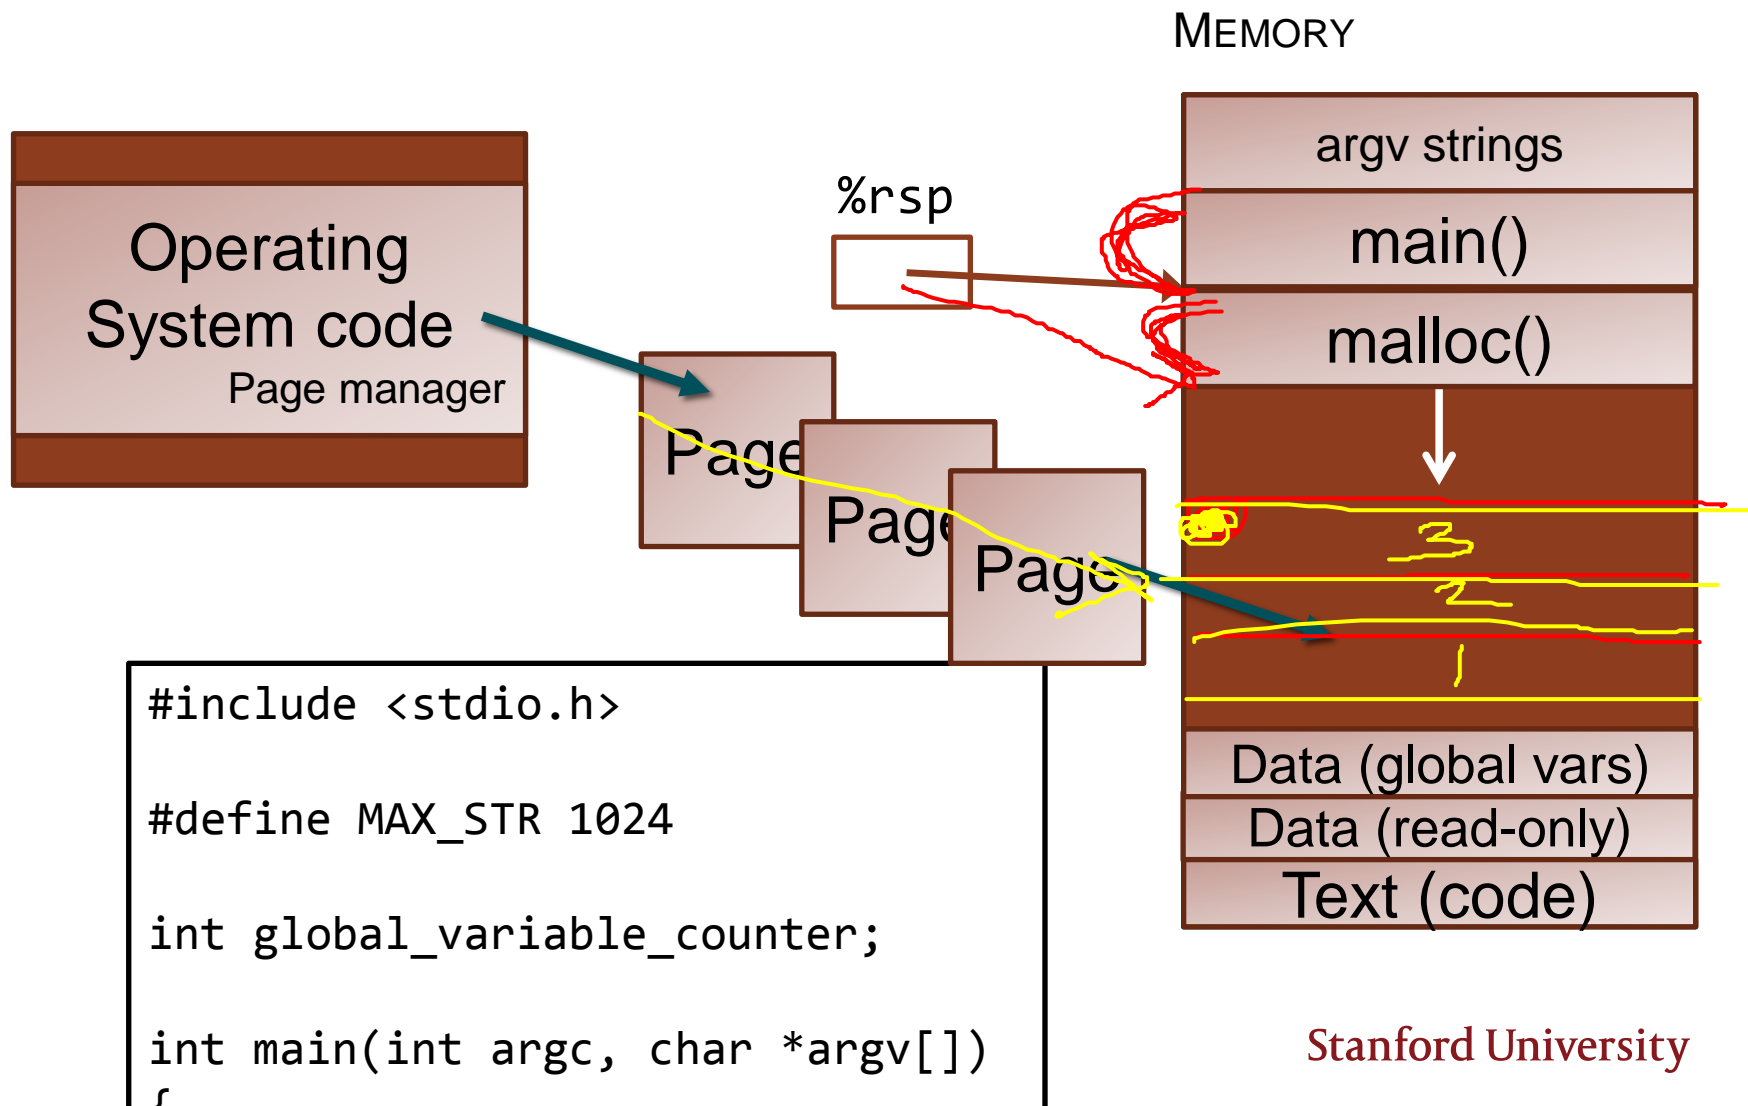 MEMORY
argv strings
%rsp
main()
Operating
System code
Page manager
malloc()
Page
Page
Page
3
2
1
Data (global vars)
Data (read-only)
Text (code)
#include <stdio.h>
#define MAX_STR 1024
int global_variable_counter;
int main(int argc, char *argv[])
{
Stanford University